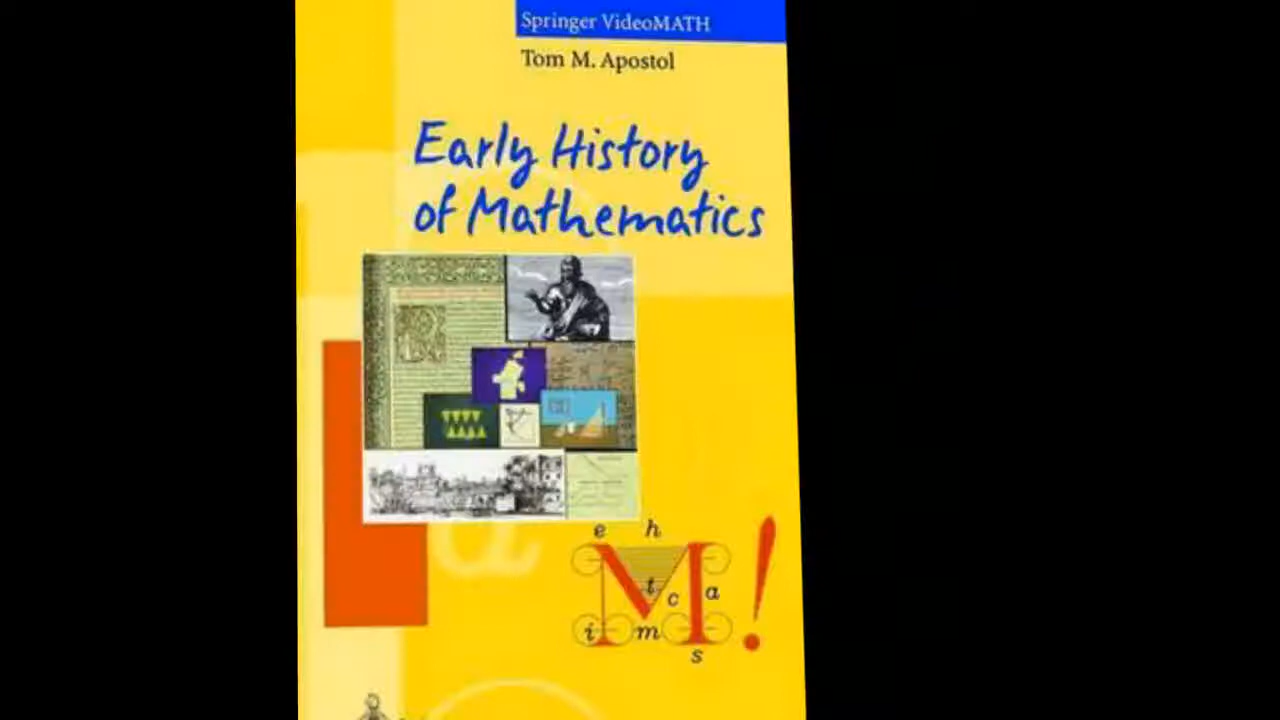 Springer VideoMATH
Tom M. Apostol
Early History
of Mathematics
e h
t c a
i m
s